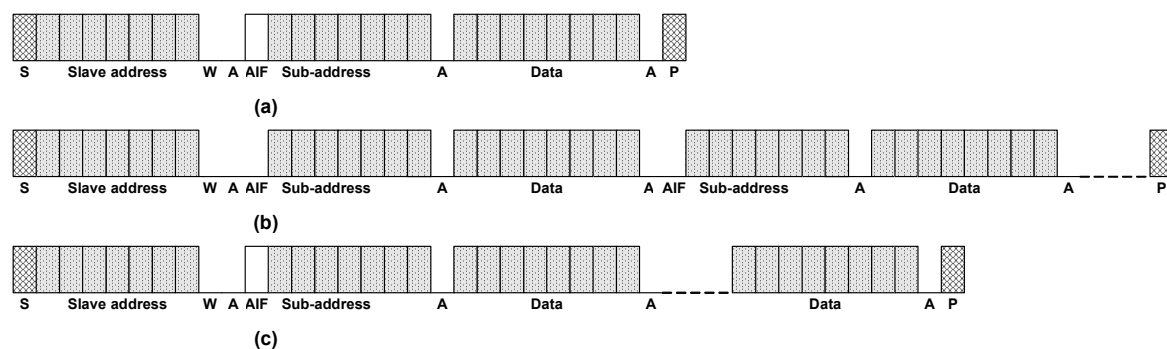 S Slave address W A AIF Sub-address A Data A P
(a)
S Slave address W A AIF Sub-address A Data A AIF Sub-address A Data A P
(b)
S Slave address W A AIF Sub-address A Data A Data A P
(c)